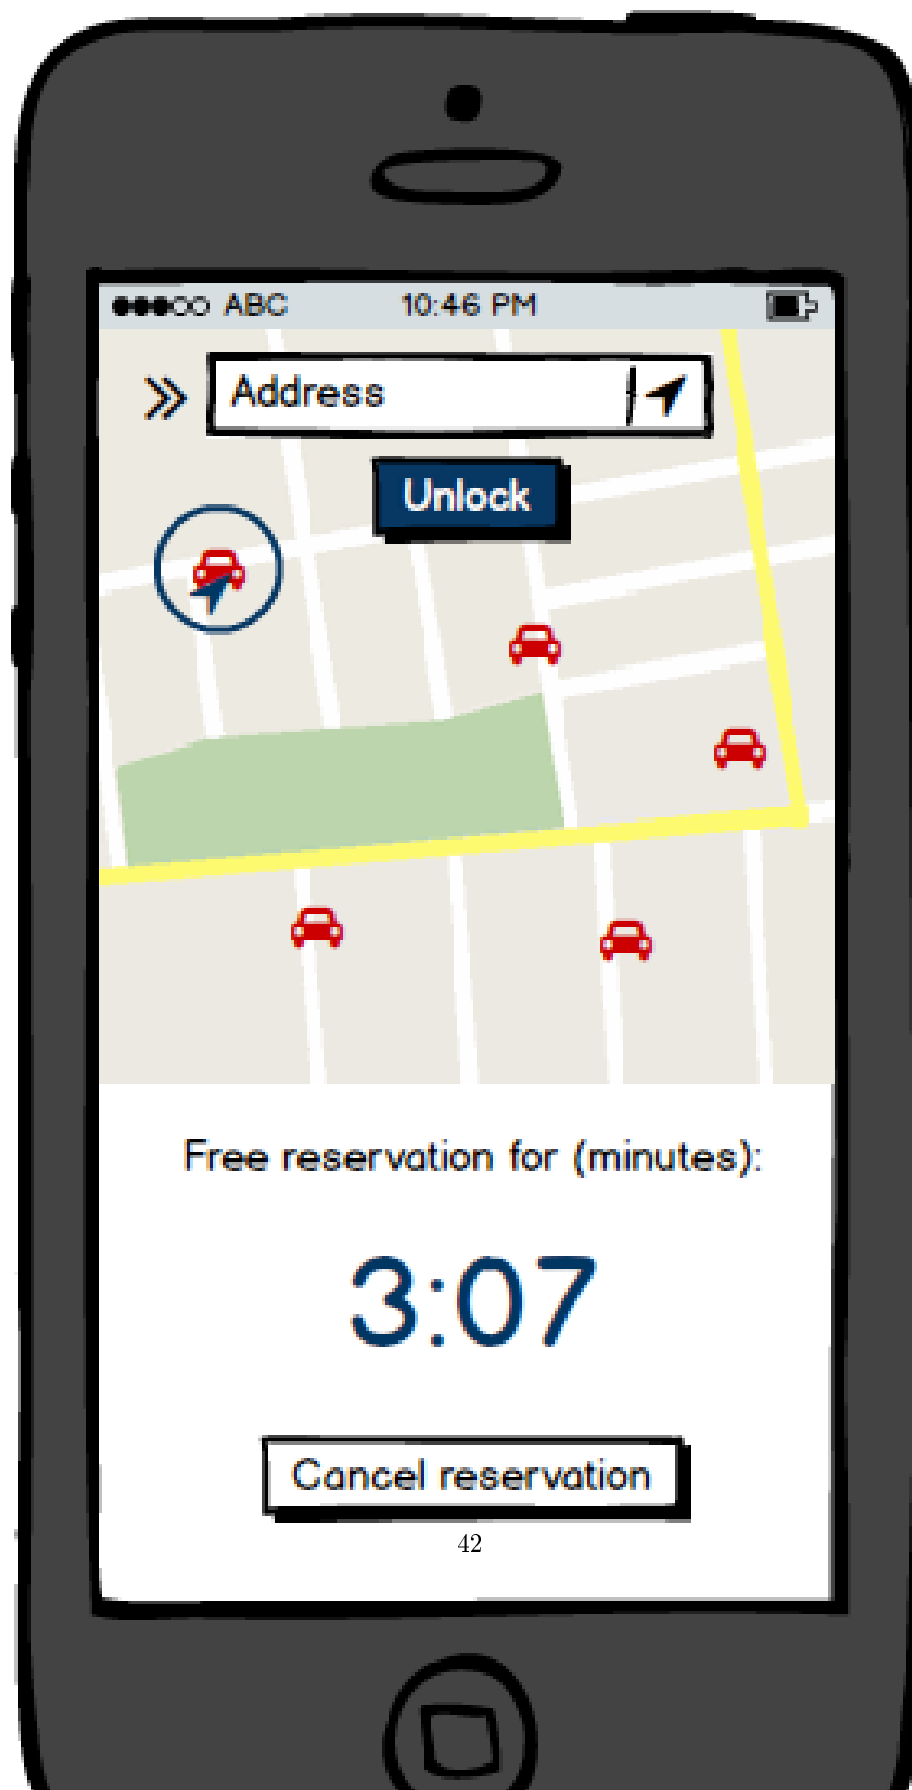 ABC 10:46 PM
Address
Unlock
Free reservation for (minutes):
3:07
Cancel reservation
42